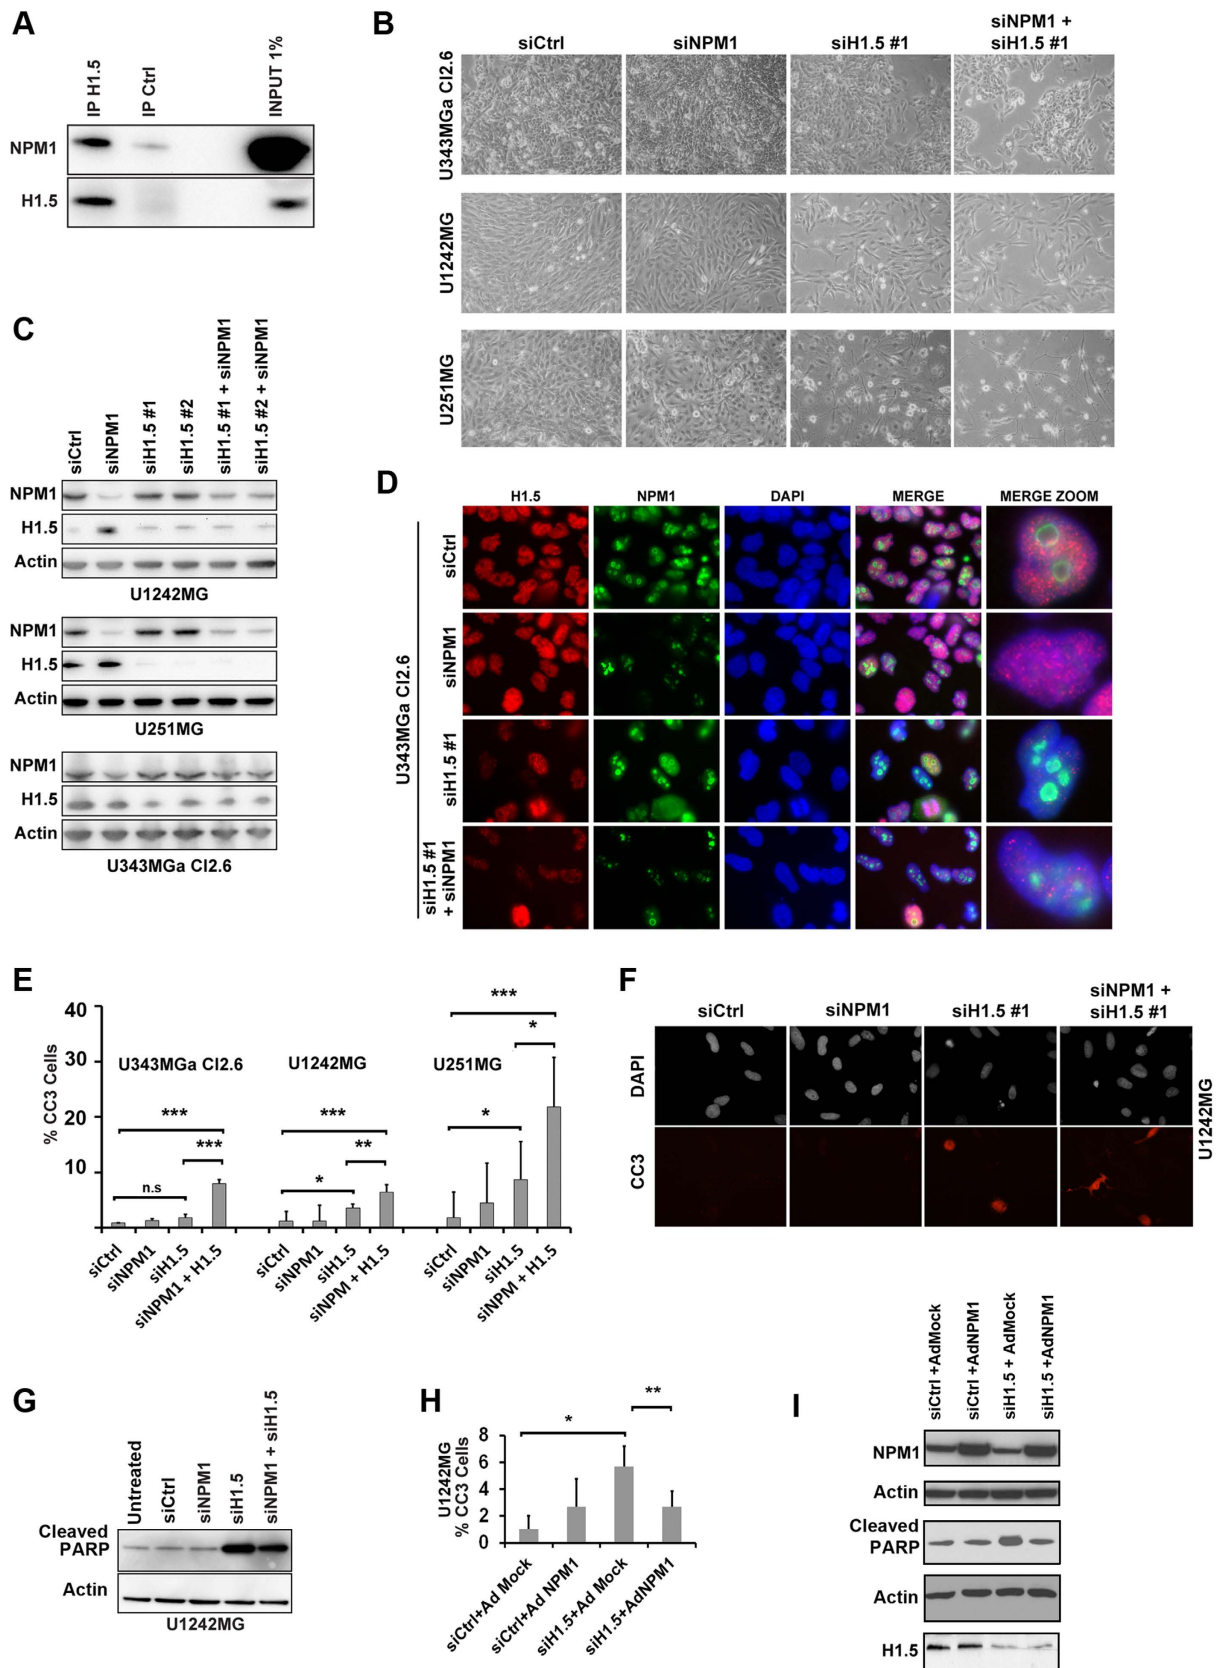 A
IP H1.5
IP Ctrl
INPUT 1%
NPM1
H1.5
B
siCtrl
siNPM1
siH1.5 #1
siNPM1 +
siH1.5 #1
U343MGa Cl2.6
U1242MG
U251MG
C
siCtrl
siNPM1
siH1.5 #1
siH1.5 #2
siH1.5 #1 + siNPM1
siH1.5 #2 + siNPM1
NPM1
H1.5
Actin
U1242MG
NPM1
H1.5
Actin
U251MG
NPM1
H1.5
Actin
U343MGa Cl2.6
D
H1.5
NPM1
DAPI
MERGE
MERGE ZOOM
U343MGa Cl2.6
siCtrl
siNPM1
siH1.5 #1
siH1.5 #1
+ siNPM1
E
% CC3 Cells
40
30
20
10
U343MGa Cl2.6
U1242MG
U251MG
***
***
n.s
***
**
*
***
*
*
siCtrl
siNPM1
siH1.5
siNPM1 + H1.5
siCtrl
siNPM1
siH1.5
siNPM + H1.5
siCtrl
siNPM1
siH1.5
siNPM + H1.5
F
siCtrl
siNPM1
siH1.5 #1
siNPM1 +
siH1.5 #1
DAPI
CC3
U1242MG
G
Untreated
siCtrl
siNPM1
siH1.5
siNPM1 + siH1.5
Cleaved
PARP
Actin
U1242MG
H
U1242MG
% CC3 Cells
8
6
4
2
0
*
**
siCtrl+Ad Mock
siCtrl+Ad NPM1
siH1.5+Ad Mock
siH1.5+AdNPM1
I
siCtrl +AdMock
siCtrl +AdNPM1
siH1.5 + AdMock
siH1.5 +AdNPM1
NPM1
Actin
Cleaved
PARP
Actin
H1.5